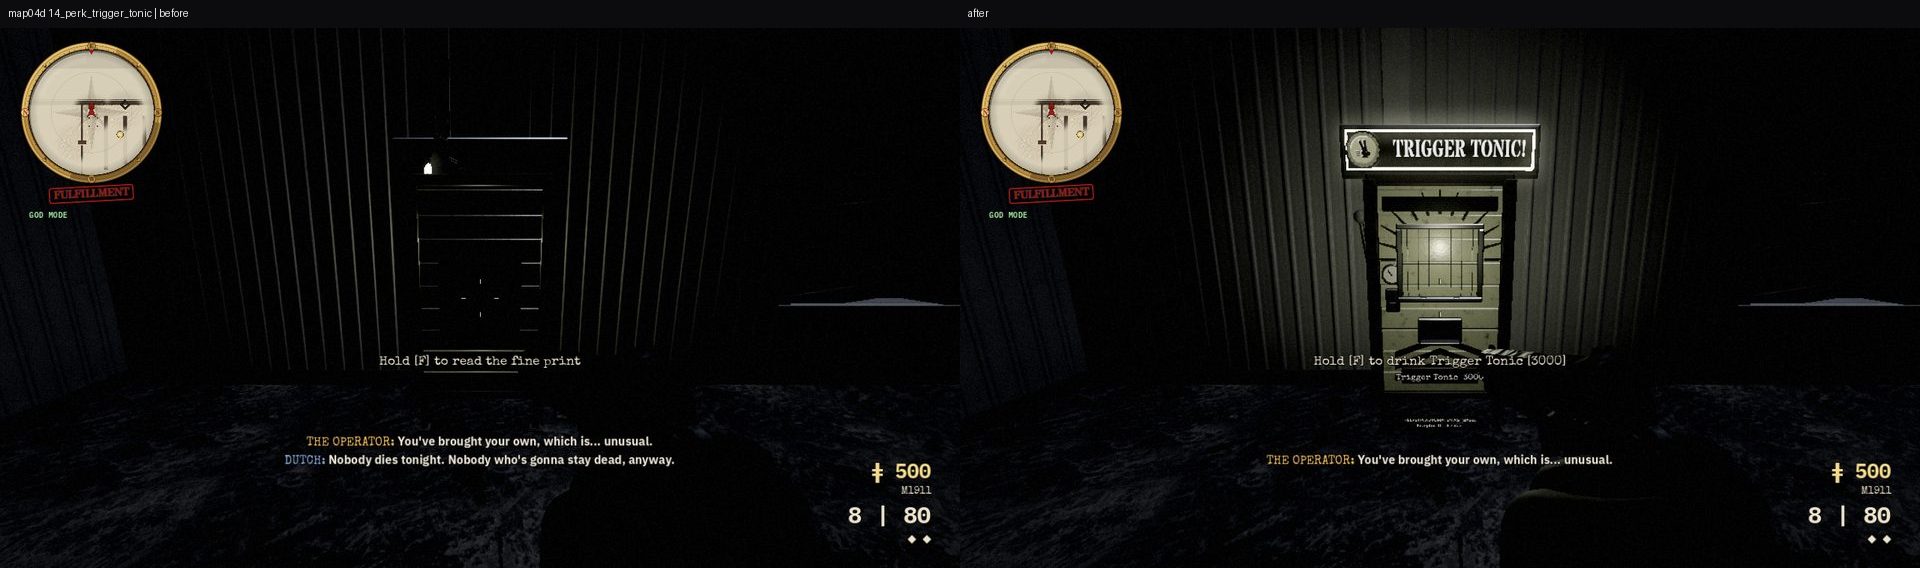 map04d 14_perk_trigger_tonic | before
FULFILLMENT
GOD MODE
Hold [F] to read the fine print
THE OPERATOR: You've brought your own, which is... unusual.
DUTCH: Nobody dies tonight. Nobody who's gonna stay dead, anyway.
500
M1911
8 | 80
after
FULFILLMENT
GOD MODE
TRIGGER TONIC!
Hold [F] to drink Trigger Tonic [3000]
Trigger Tonic 3000
THE OPERATOR: You've brought your own, which is... unusual.
500
M1911
8 | 80